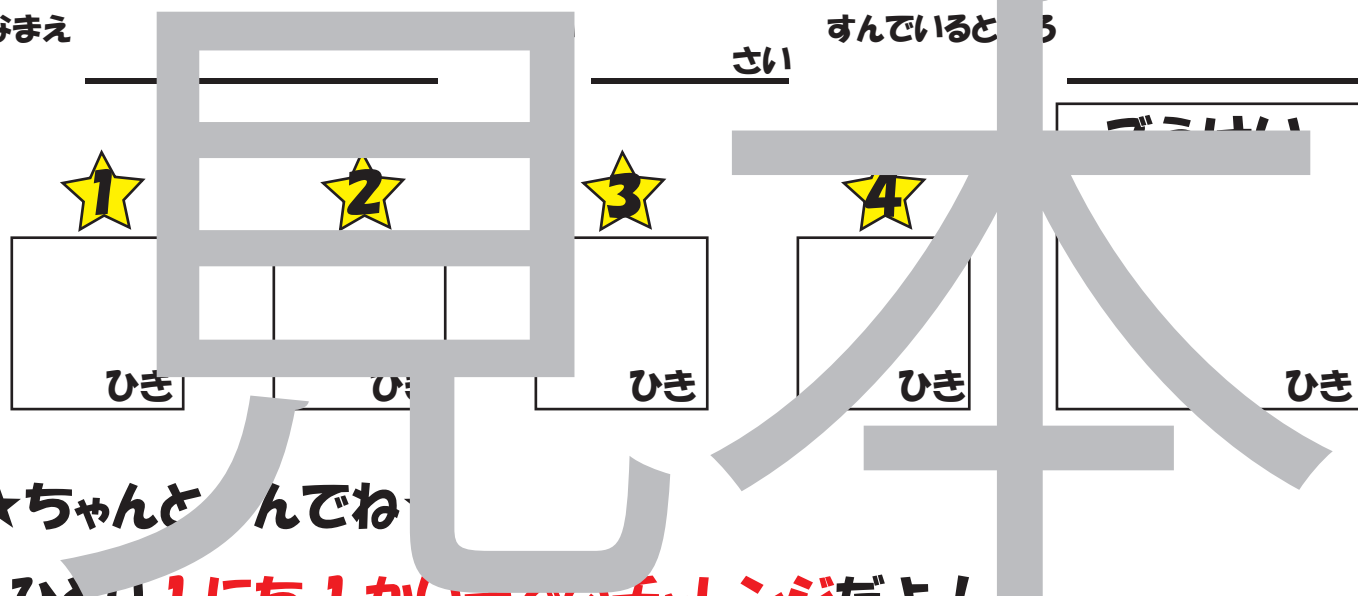 なまえ
さい
すんでいるところ
見本
1 2 3 4
ごうけい
ひき ひき ひき ひき ひき
★ちゃんと んでね